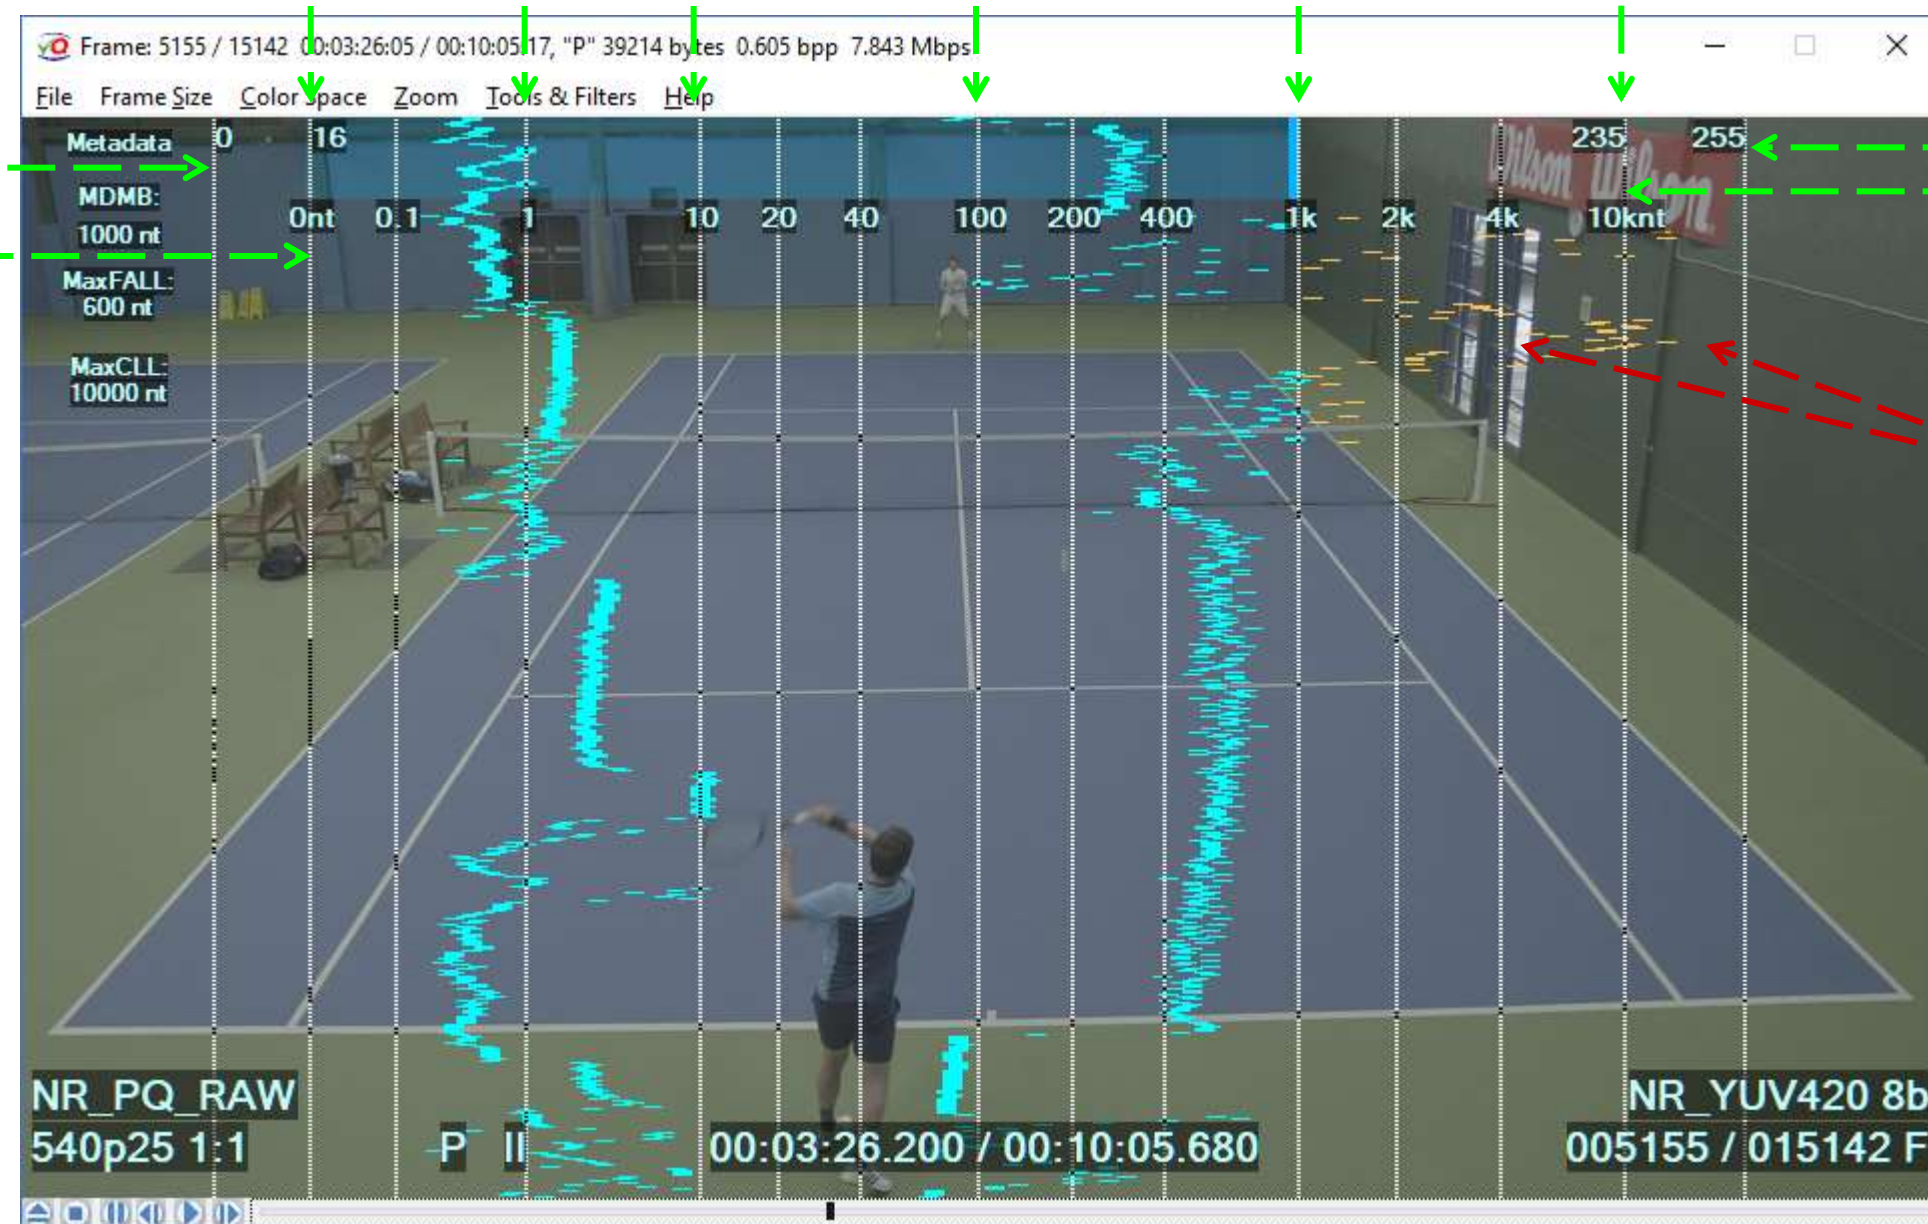 Frame: 5155 / 15142 00:03:26:05 / 00:10:05:17, "P" 39214 bytes 0.605 bpp 7.843 Mbps
File Frame Size Color Space Zoom Tools & Filters Help
Metadata 0 16 235 255
Wilson Wilson
MDMB:
1000 nt
0nt 0.1 1 10 20 40 100 200 400 1k 2k 4k 10knt
MaxFALL:
600 nt
MaxCLL:
10000 nt
NR_PQ_RAW NR_YUV420 8b
540p25 1:1 P II 00:03:26.200 / 00:10:05.680 005155 / 015142 F